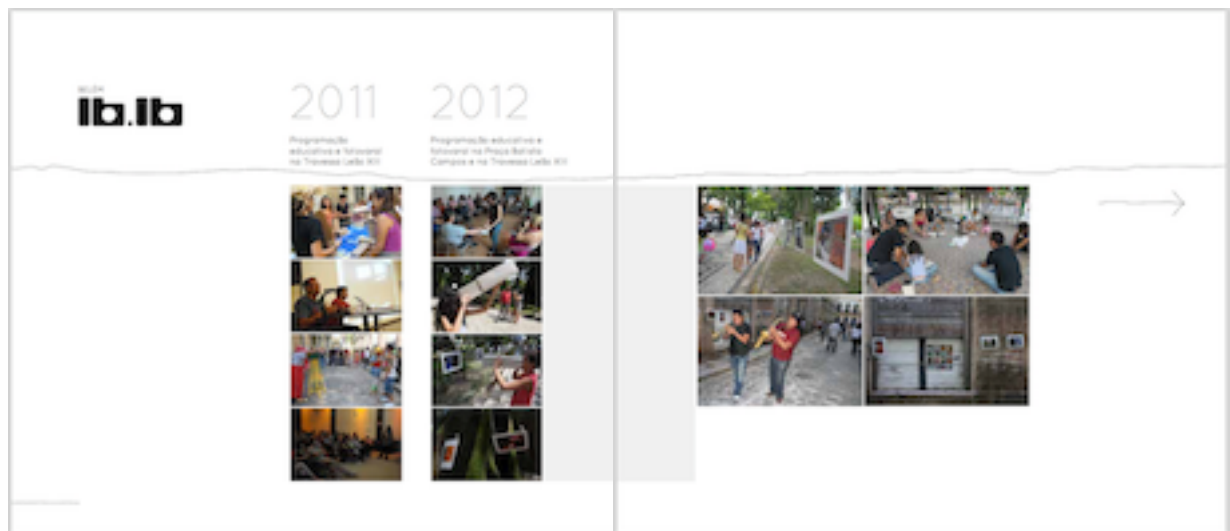 BELÉM
lb.lb
2011
Programação
educativa e fotovaral
na Travessa Leão XIII
2012
Programação educativa e
fotovaral na Praça Batista
Campos e na Travessa Leão XIII